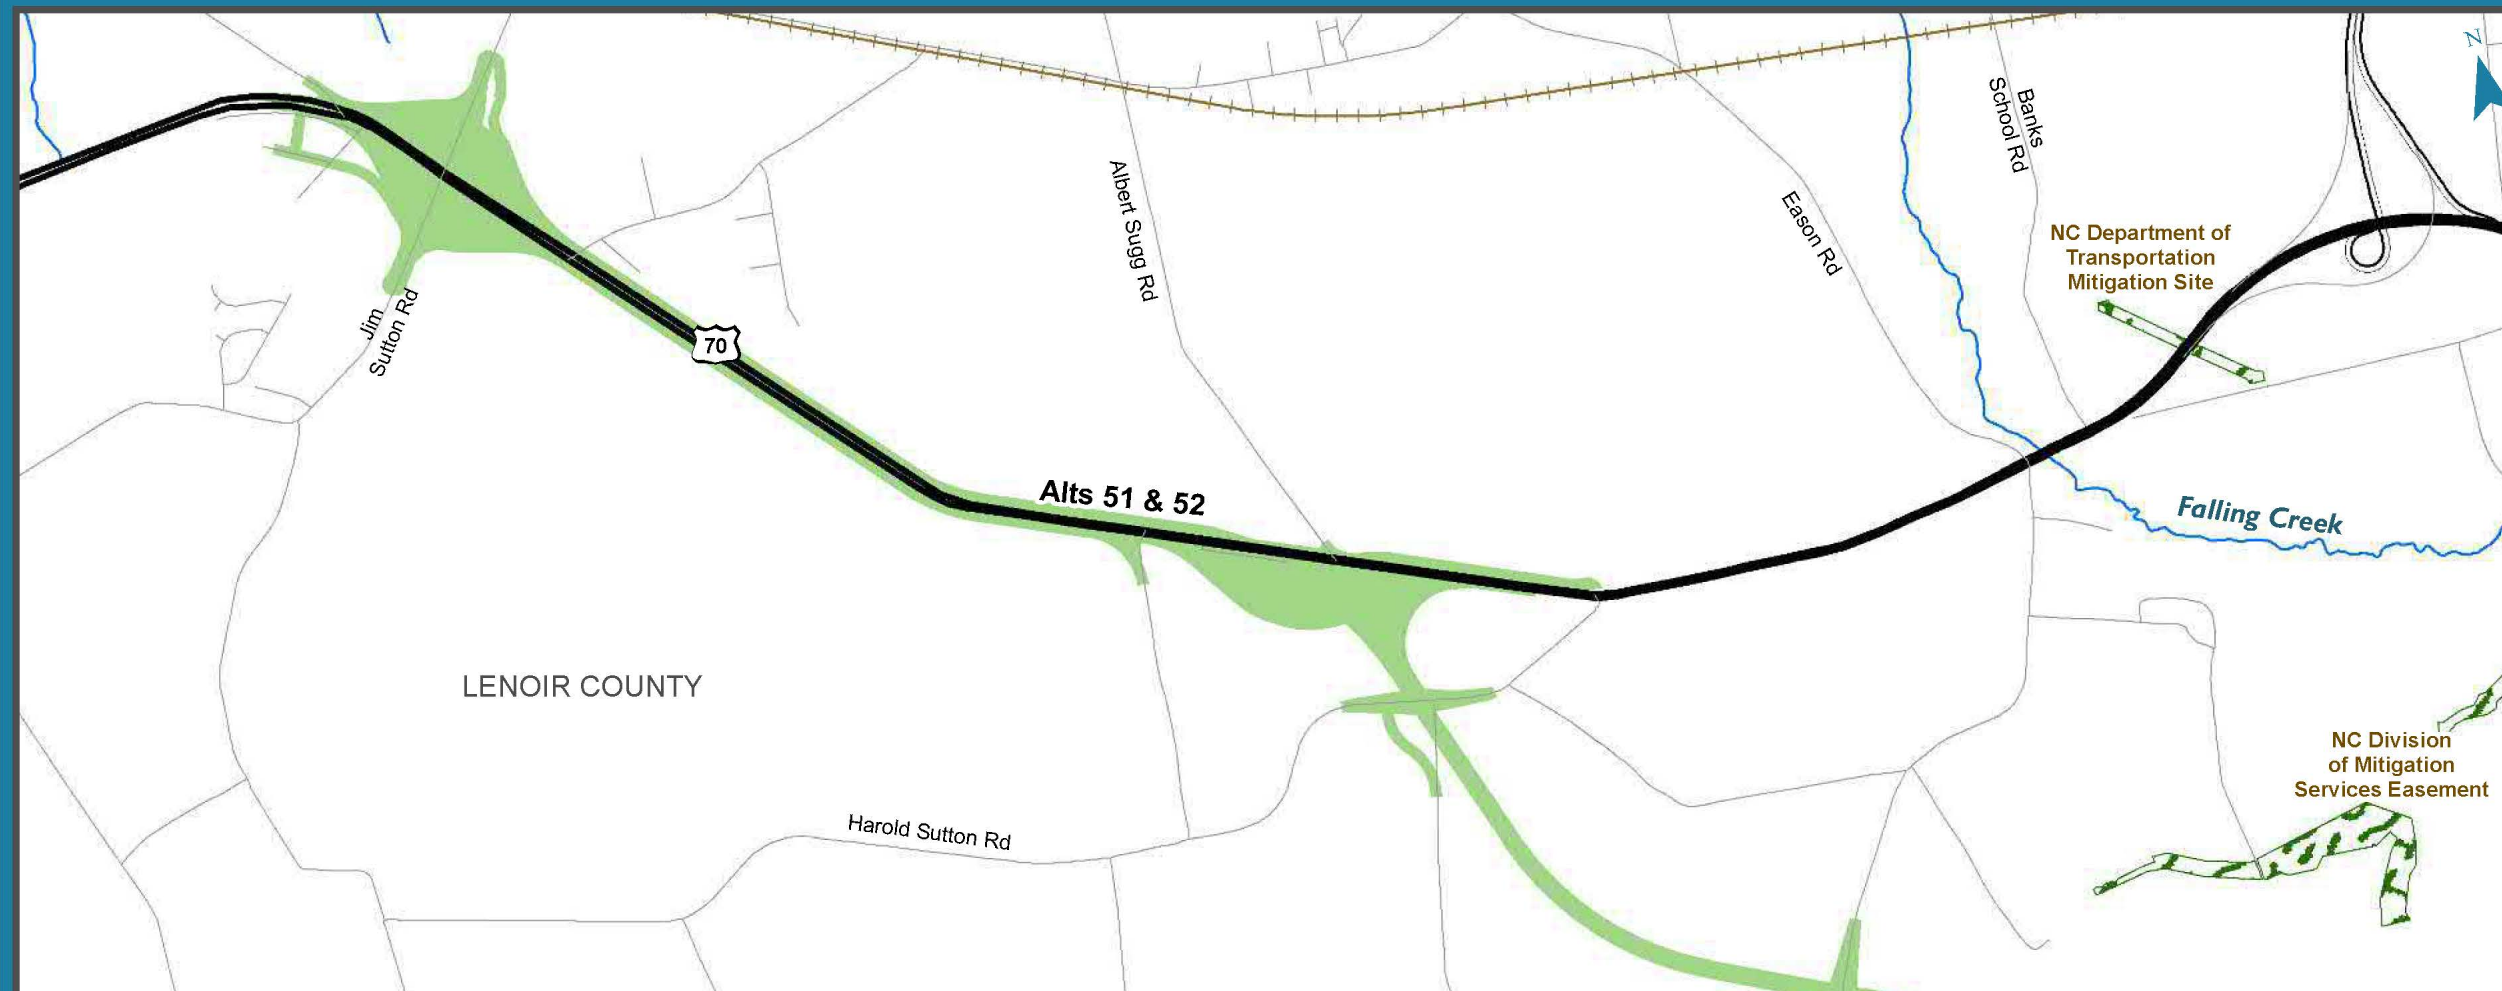 N
Banks
School Rd
Albert Sugg Rd
Eason Rd
NC Department of
Transportation
Mitigation Site
Jim
Sutton Rd
70
Alts 51 & 52
Falling Creek
LENOIR COUNTY
NC Division
of Mitigation
Services Easement
Harold Sutton Rd